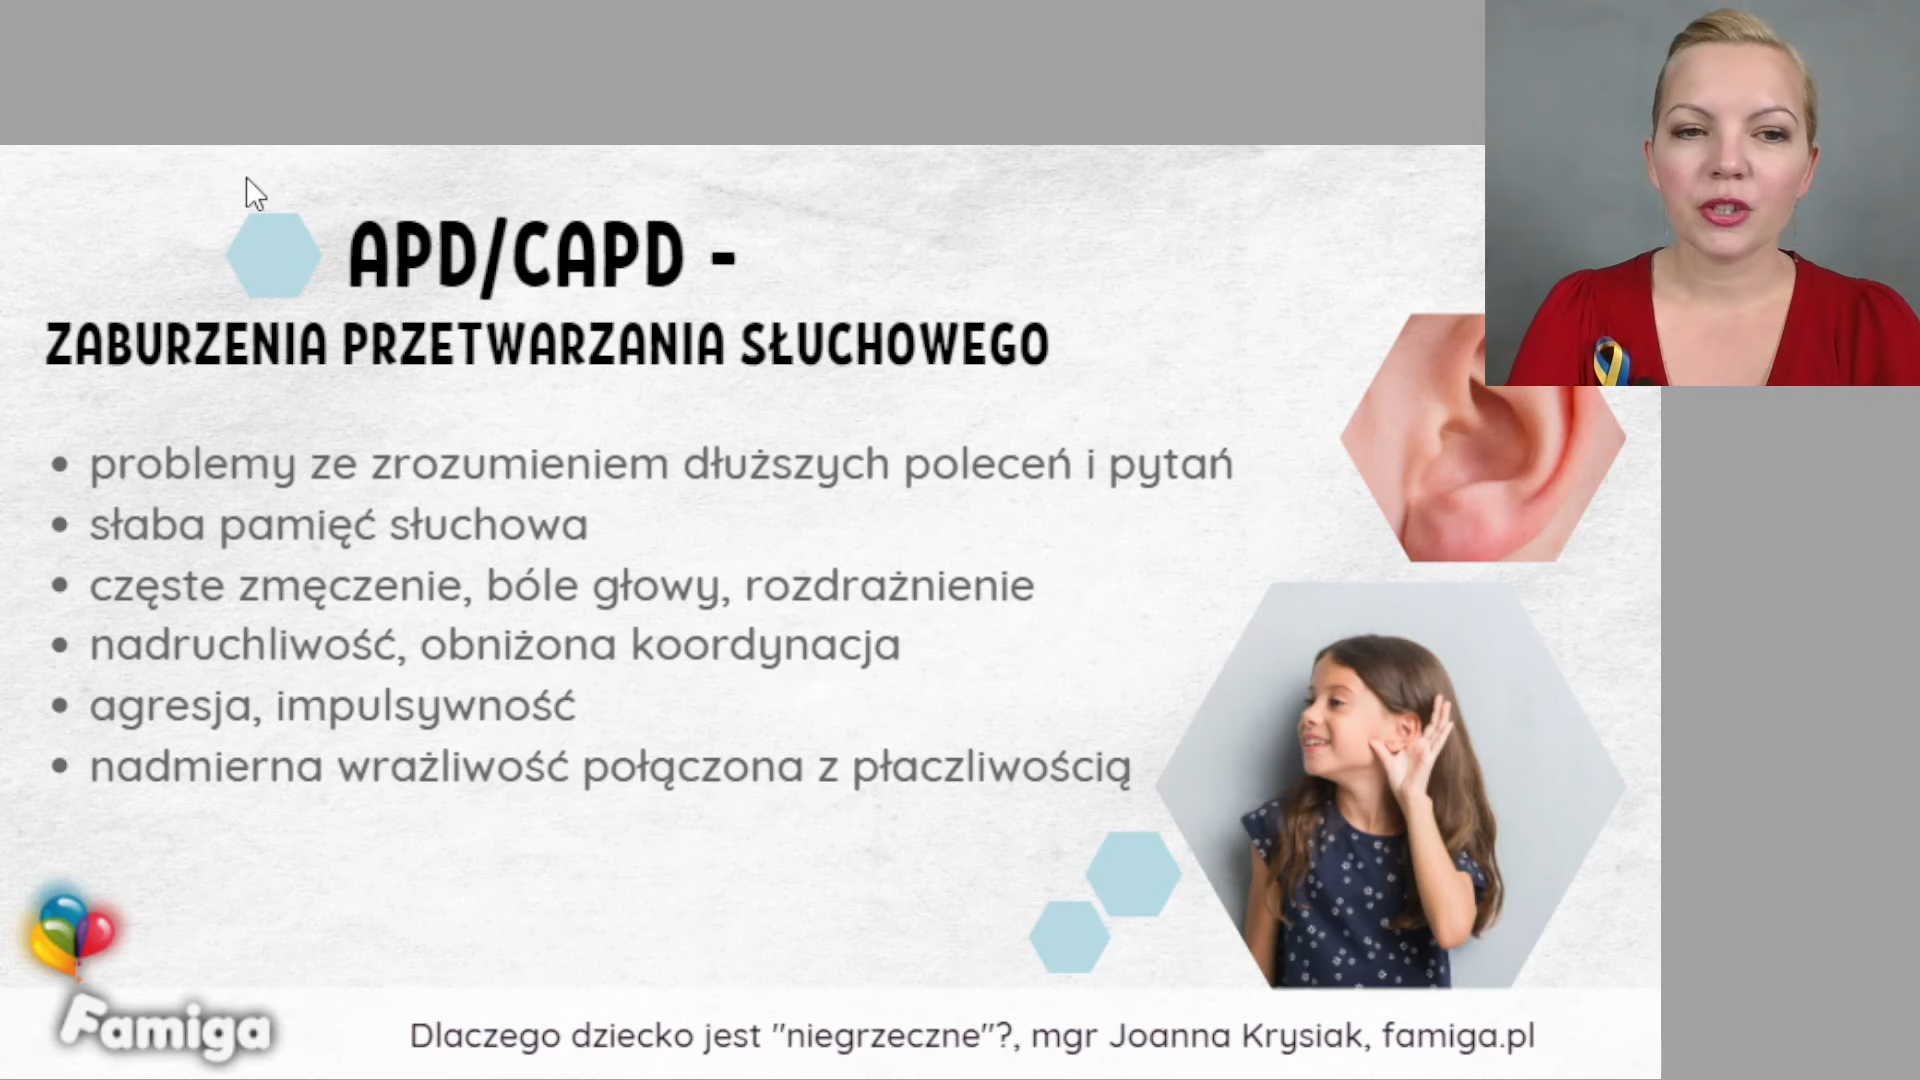 APD/CAPD -
ZABURZENIA PRZETWARZANIA SŁUCHOWEGO
• problemy ze zrozumieniem dłuższych poleceń i pytań
• słaba pamięć słuchowa
• częste zmęczenie, bóle głowy, rozdrażnienie
• nadruchliwość, obniżona koordynacja
• agresja, impulsywność
• nadmierna wrażliwość połączona z płaczliwością
Famiga
Dlaczego dziecko jest "niegrzeczne"?, mgr Joanna Krysiak, famiga.pl